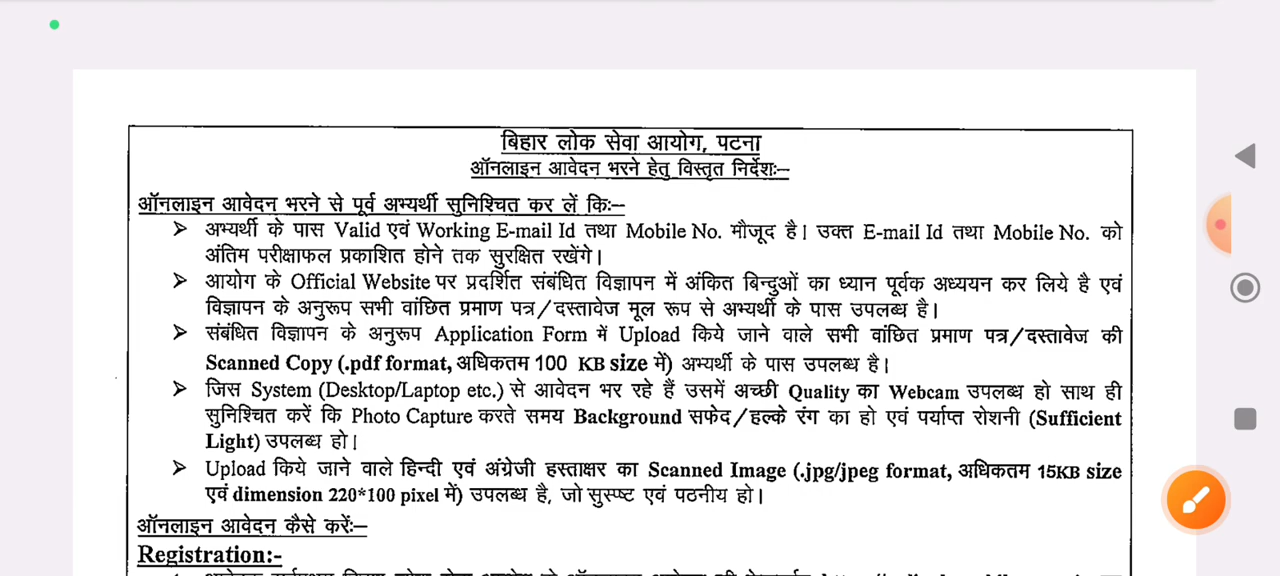 बिहार लोक सेवा आयोग, पटना
ऑनलाइन आवेदन भरने हेतु विस्तृत निर्देशः–
ऑनलाइन आवेदन भरने से पूर्व अभ्यर्थी सुनिश्चित कर लें किः–
➤ अभ्यर्थी के पास Valid एवं Working E-mail Id तथा Mobile No. मौजूद है। उक्त E-mail Id तथा Mobile No. को
अंतिम परीक्षाफल प्रकाशित होने तक सुरक्षित रखेंगे।
➤ आयोग के Official Website पर प्रदर्शित संबंधित विज्ञापन में अंकित बिन्दुओं का ध्यान पूर्वक अध्ययन कर लिये है एवं
विज्ञापन के अनुरूप सभी वांछित प्रमाण पत्र/दस्तावेज मूल रूप से अभ्यर्थी के पास उपलब्ध है।
➤ संबंधित विज्ञापन के अनुरूप Application Form में Upload किये जाने वाले सभी वांछित प्रमाण पत्र/दस्तावेज की
Scanned Copy (.pdf format, अधिकतम 100 KB size में) अभ्यर्थी के पास उपलब्ध है।
➤ जिस System (Desktop/Laptop etc.) से आवेदन भर रहे हैं उसमें अच्छी Quality का Webcam उपलब्ध हो साथ ही
सुनिश्चित करें कि Photo Capture करते समय Background सफेद/हल्के रंग का हो एवं पर्याप्त रोशनी (Sufficient
Light) उपलब्ध हो।
➤ Upload किये जाने वाले हिन्दी एवं अंग्रेजी हस्ताक्षर का Scanned Image (.jpg/jpeg format, अधिकतम 15KB size
एवं dimension 220*100 pixel में) उपलब्ध है, जो सुस्पष्ट एवं पठनीय हो।
ऑनलाइन आवेदन कैसे करेंः–
Registration:-